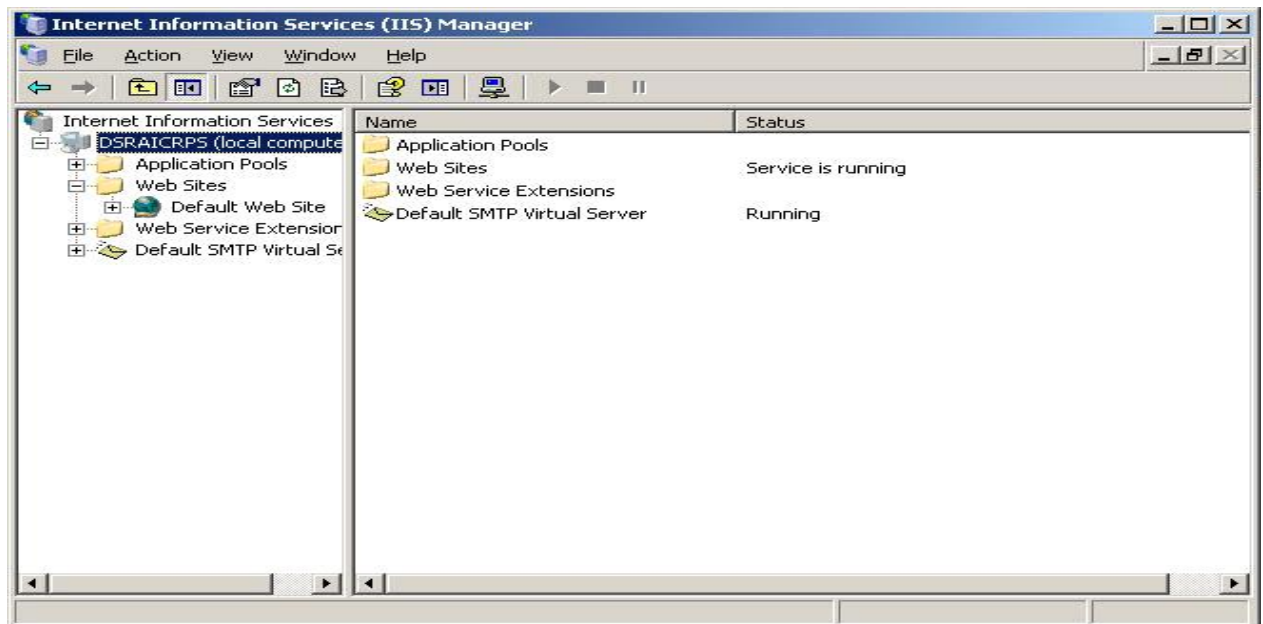 Internet Information Services (IIS) Manager
File Action View Window Help
Internet Information Services
DSRAICRPS (local compute
Application Pools
Web Sites
Default Web Site
Web Service Extension
Default SMTP Virtual Se
Name Status
Application Pools
Web Sites Service is running
Web Service Extensions
Default SMTP Virtual Server Running